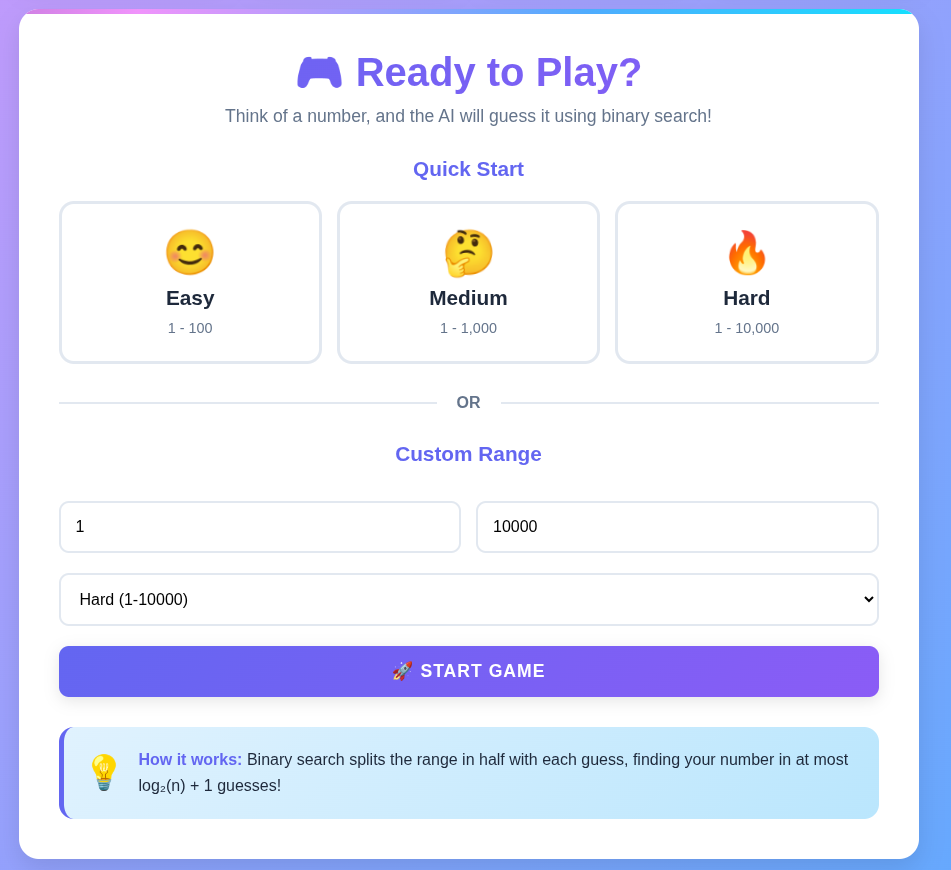 🎮 Ready to Play?
Think of a number, and the AI will guess it using binary search!
Quick Start
😊
Easy
1 - 100
🤔
Medium
1 - 1,000
🔥
Hard
1 - 10,000
OR
Custom Range
1
10000
Hard (1-10000)
🚀 START GAME
💡
How it works: Binary search splits the range in half with each guess, finding your number in at most
log₂(n) + 1 guesses!